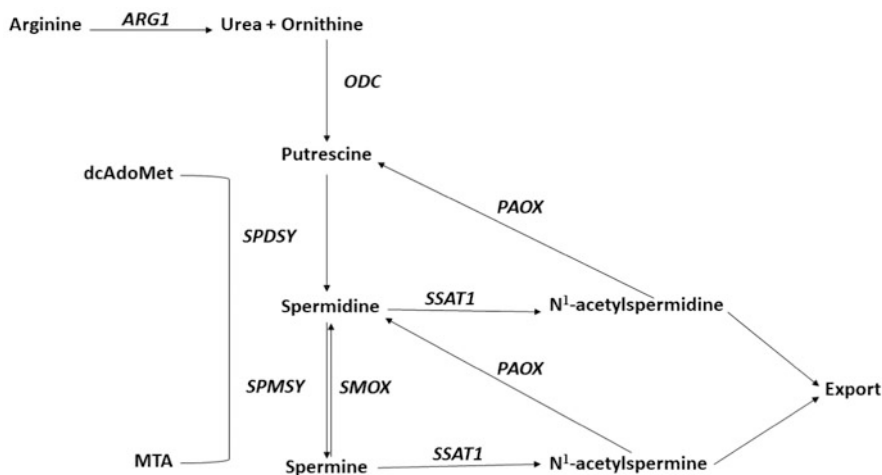 Arginine ARG1 Urea + Ornithine
ODC
Putrescine
dcAdoMet
PAOX
SPDSY
Spermidine SSAT1 N¹-acetylspermidine
PAOX
SPMSY SMOX Export
MTA Spermine SSAT1 N¹-acetylspermine